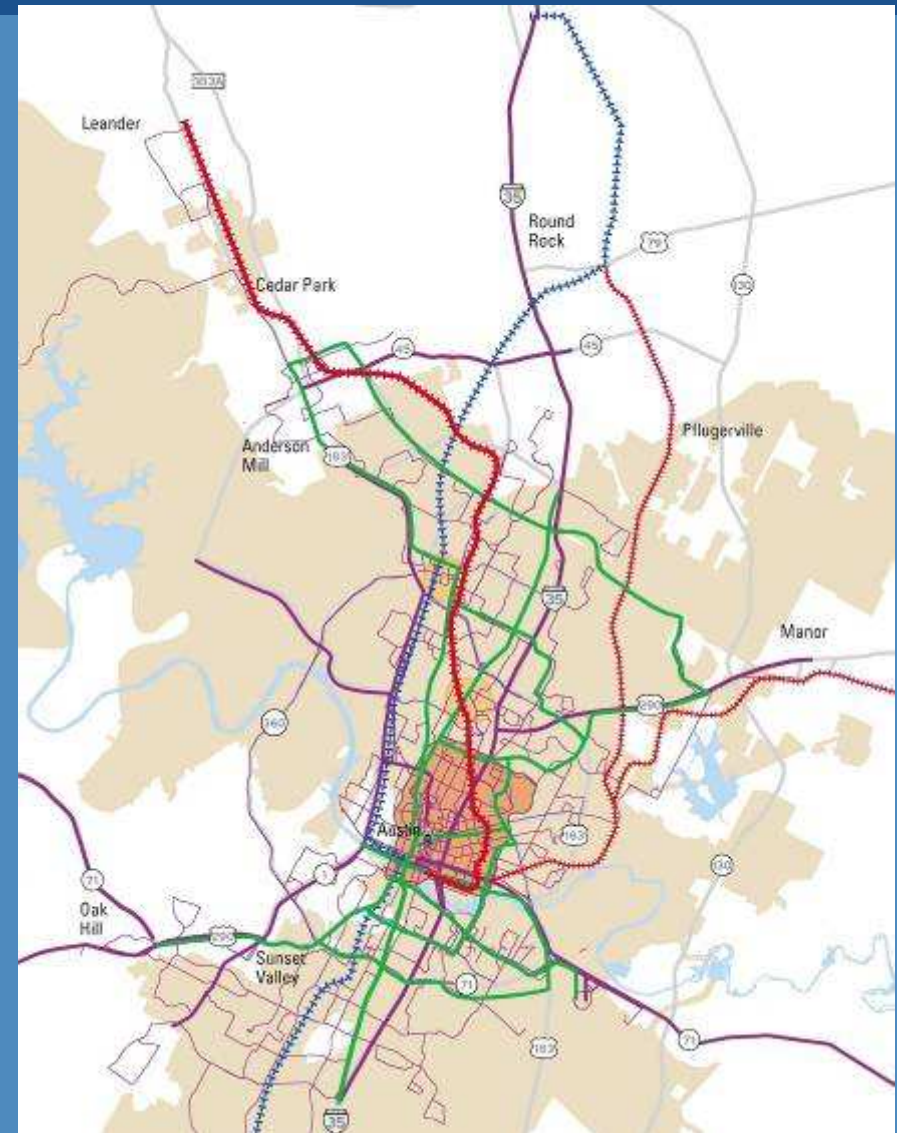 Leander
Cedar Park
35
Round
Rock
79
130
45
45
Anderson
Mill
183
Pflugerville
35
Manor
360
290
Austin
183
130
1
71
Oak
Hill
290
Sunset
Valley
71
71
183
35